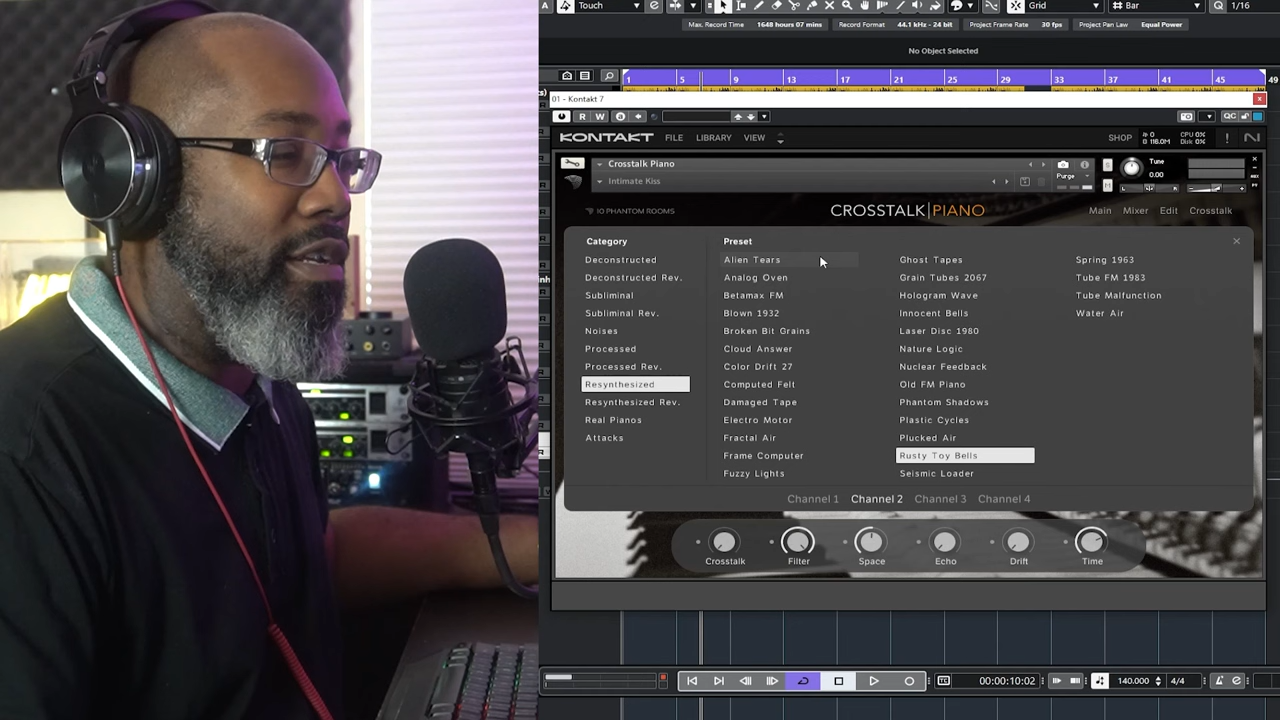 A Touch Grid Bar Q 1/16
Max. Record Time 1648 hours 07 mins Record Format 44.1 kHz - 24 bit Project Frame Rate 30 fps Project Pan Law Equal Power
No Object Selected
1 5 9 13 17 21 25 29 33 37 41 45 49
01 - Kontakt 7
R W QC
KONTAKT FILE LIBRARY VIEW SHOP 0 116.0M CPU 0% Disk 0% !
Crosstalk Piano S Tune
Purge 0.00
Intimate Kiss M
10 PHANTOM ROOMS CROSSTALK|PIANO Main Mixer Edit Crosstalk
Category Preset
Deconstructed Alien Tears Ghost Tapes Spring 1963
Deconstructed Rev. Analog Oven Grain Tubes 2067 Tube FM 1983
Subliminal Betamax FM Hologram Wave Tube Malfunction
Subliminal Rev. Blown 1932 Innocent Bells Water Air
Noises Broken Bit Grains Laser Disc 1980
Processed Cloud Answer Nature Logic
Processed Rev. Color Drift 27 Nuclear Feedback
Resynthesized Computed Felt Old FM Piano
Resynthesized Rev. Damaged Tape Phantom Shadows
Real Pianos Electro Motor Plastic Cycles
Attacks Fractal Air Plucked Air
Frame Computer Rusty Toy Bells
Fuzzy Lights Seismic Loader
Channel 1 Channel 2 Channel 3 Channel 4
Crosstalk Filter Space Echo Drift Time
00:00:10:02 140.000 4/4